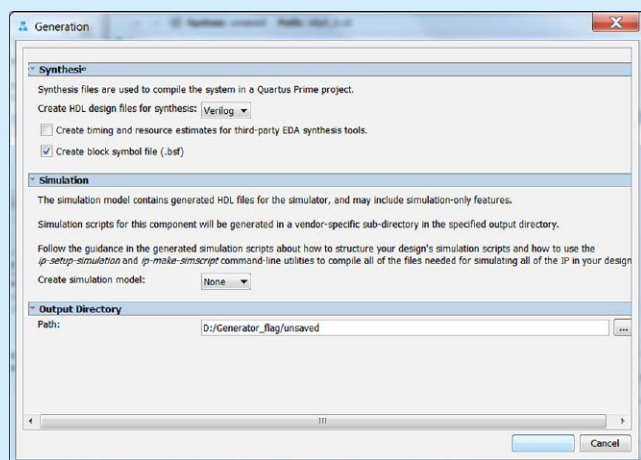 Generation
Synthesis
Synthesis files are used to compile the system in a Quartus Prime project.
Create HDL design files for synthesis: Verilog
Create timing and resource estimates for third-party EDA synthesis tools.
Create block symbol file (.bsf)
Simulation
The simulation model contains generated HDL files for the simulator, and may include simulation-only features.
Simulation scripts for this component will be generated in a vendor-specific sub-directory in the specified output directory.
Follow the guidance in the generated simulation scripts about how to structure your design's simulation scripts and how to use the
ip-setup-simulation and ip-make-simscript command-line utilities to compile all of the files needed for simulating all of the IP in your design
Create simulation model: None
Output Directory
Path: D:/Generator_flag/unsaved ...
Cancel